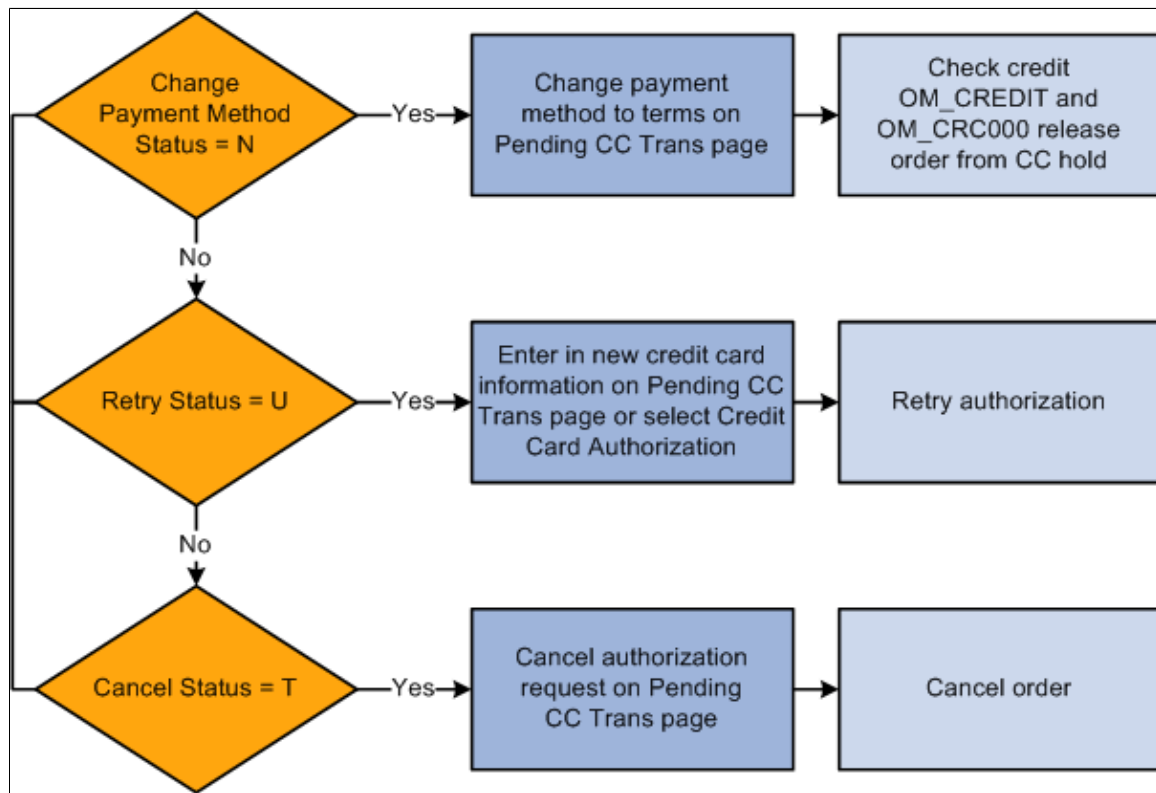 Change
Payment Method
Status = N
Yes
Change payment
method to terms on
Pending CC Trans page
Check credit
OM_CREDIT and
OM_CRC000 release
order from CC hold
No
Retry Status = U
Yes
Enter in new credit card
information on Pending CC
Trans page or select Credit
Card Authorization
Retry authorization
No
Cancel Status = T
Yes
Cancel authorization
request on Pending
CC Trans page
Cancel order